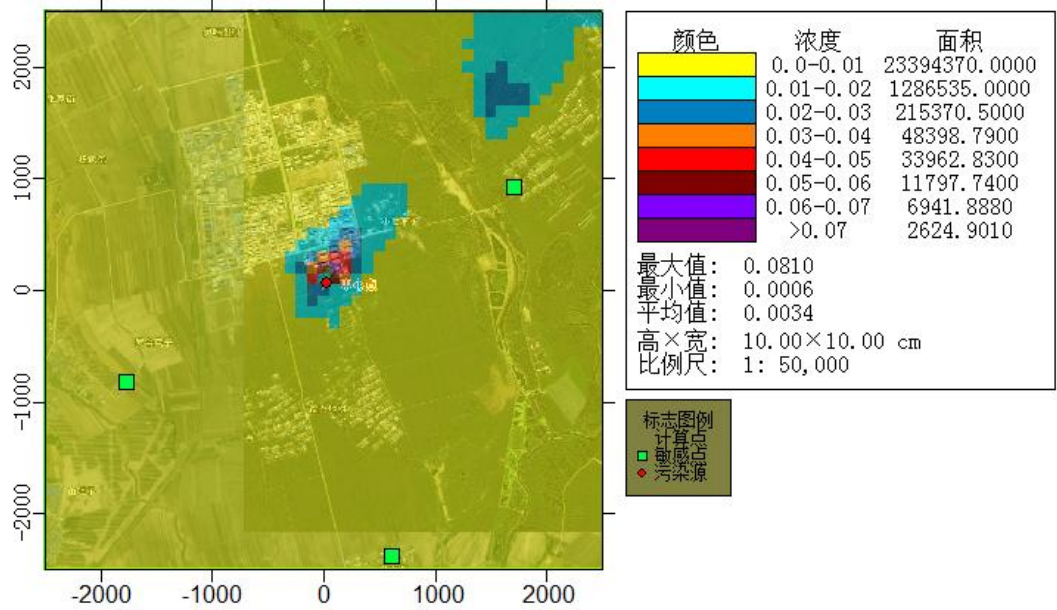 颜色 浓度 面积
0.0-0.01 23394370.0000
0.01-0.02 1286535.0000
0.02-0.03 215370.5000
0.03-0.04 48398.7900
0.04-0.05 33962.8300
0.05-0.06 11797.7400
0.06-0.07 6941.8880
>0.07 2624.9010
最大值: 0.0810
最小值: 0.0006
平均值: 0.0034
高×宽: 10.00×10.00 cm
比例尺: 1: 50,000
标志图例
计算点
敏感点
污染源
2000
1000
0
-1000
-2000
-2000 -1000 0 1000 2000